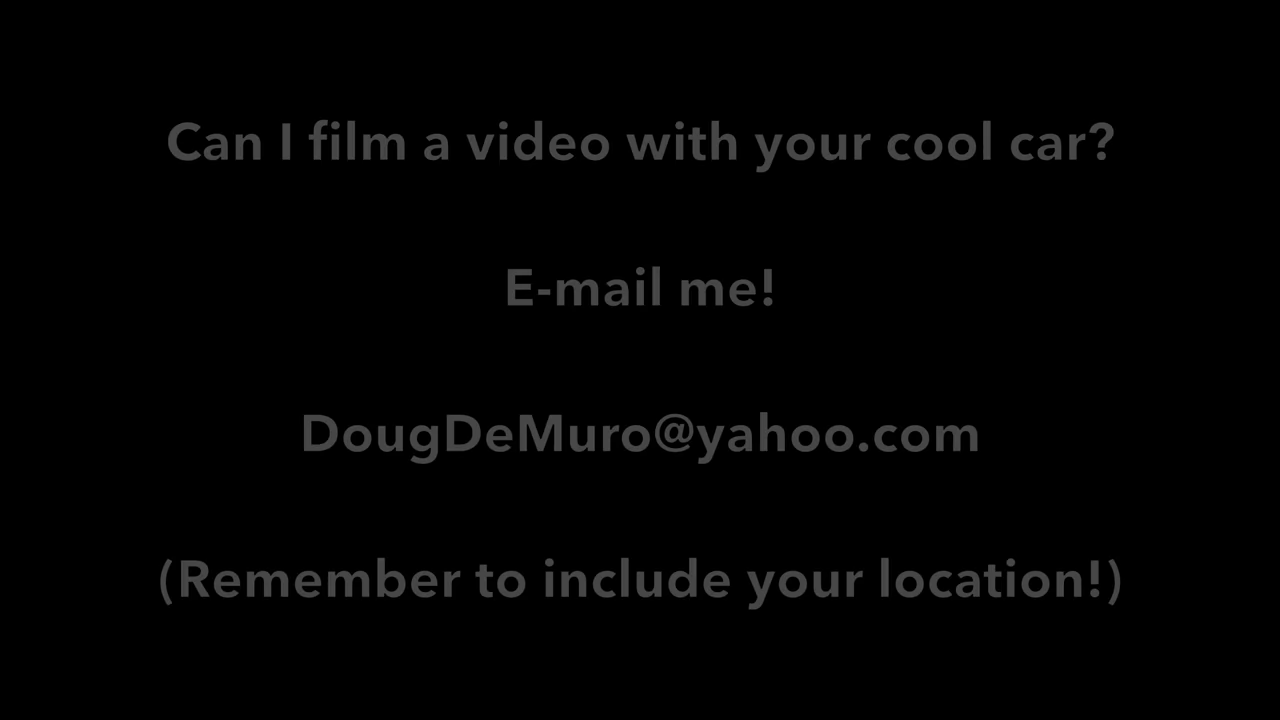 Can I film a video with your cool car?
E-mail me!
DougDeMuro@yahoo.com
(Remember to include your location!)